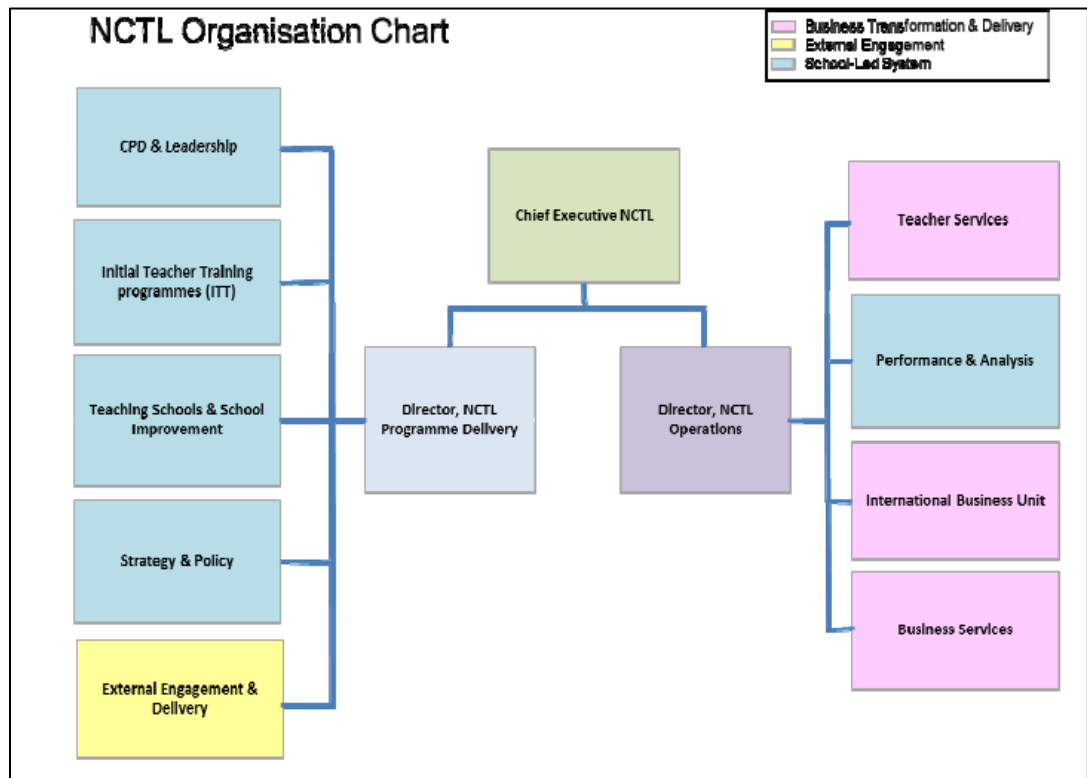 NCTL Organisation Chart
Business Transformation & Delivery
External Engagement
School-Led System
CPD & Leadership
Initial Teacher Training
programmes (ITT)
Teaching Schools & School
Improvement
Strategy & Policy
External Engagement &
Delivery
Chief Executive NCTL
Director, NCTL
Programme Delivery
Director, NCTL
Operations
Teacher Services
Performance & Analysis
International Business Unit
Business Services